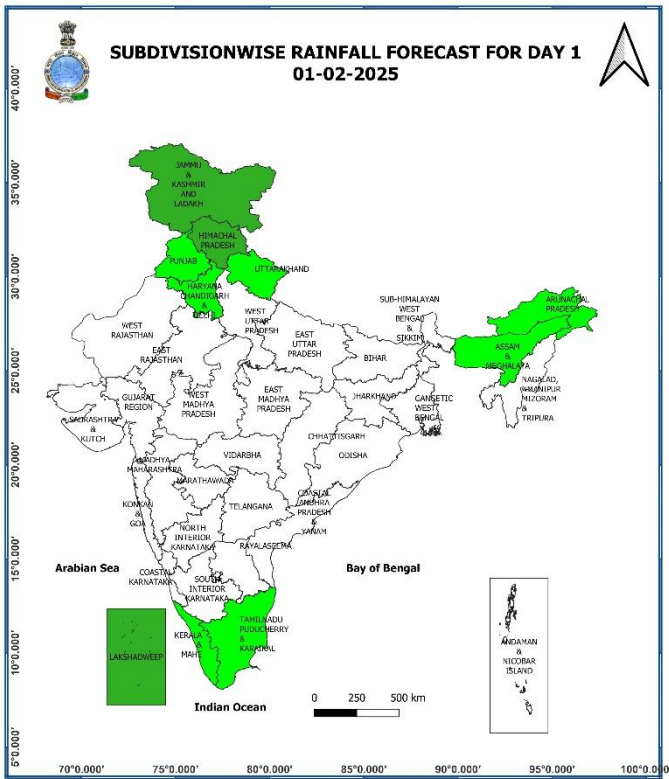 SUBDIVISIONWISE RAINFALL FORECAST FOR DAY 1
01-02-2025
40°0.000'
35°0.000'
30°0.000'
25°0.000'
20°0.000'
15°0.000'
10°0.000'
5°0.000'
JAMMU
&
KASHMIR
AND
LADAKH
HIMACHAL
PRADESH
PUNJAB
UTTARAKHAND
HARYANA
CHANDIGARH
&
DELHI
WEST
UTTAR
PRADESH
EAST
UTTAR
PRADESH
SUB-HIMALAYAN
WEST
BENGAL
&
SIKKIM
ARUNACHAL
PRADESH
ASSAM
&
MEGHALAYA
NAGALAD,
MANIPUR
MIZORAM
&
TRIPURA
WEST
RAJASTHAN
EAST
RAJASTHAN
BIHAR
GUJARAT
REGION
SAURASHTRA
&
KUTCH
WEST
MADHYA
PRADESH
EAST
MADHYA
PRADESH
JHARKHAND
GANGETIC
WEST
BENGAL
CHHATTISGARH
ODISHA
MADHYA
MAHARASHTRA
VIDARBHA
MARATHAWADA
KONKAN
&
GOA
TELANGANA
COASTAL
ANDHRA
PRADESH
&
YANAM
NORTH
INTERIOR
KARNATAKA
RAYALASEEMA
COASTAL
KARNATAKA
SOUTH
INTERIOR
KARNATAKA
Arabian Sea
Bay of Bengal
TAMILNADU
PUDUCHERRY
&
KARAIKAL
KERALA
&
MAHE
LAKSHADWEEP
ANDAMAN
&
NICOBAR
ISLAND
Indian Ocean
0 250 500 km
70°0.000' 75°0.000' 80°0.000' 85°0.000' 90°0.000' 95°0.000' 100°0.000'